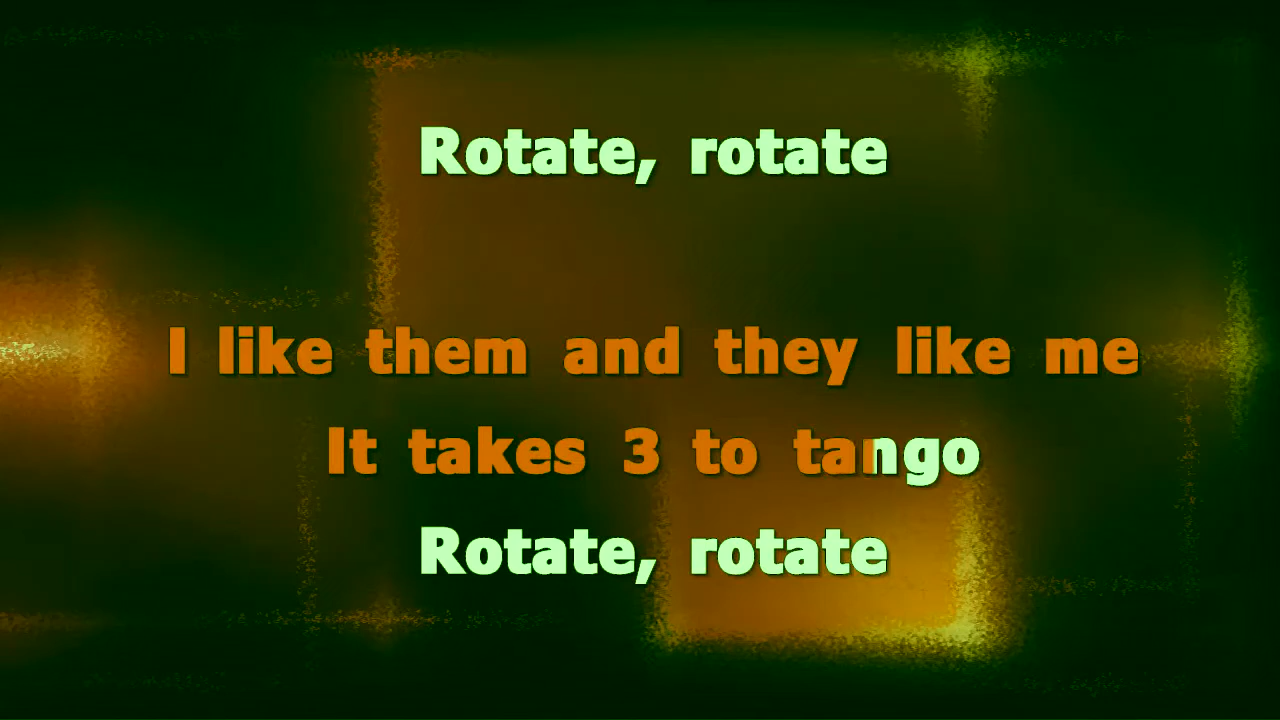 Rotate, rotate
I like them and they like me
It takes 3 to tango
Rotate, rotate